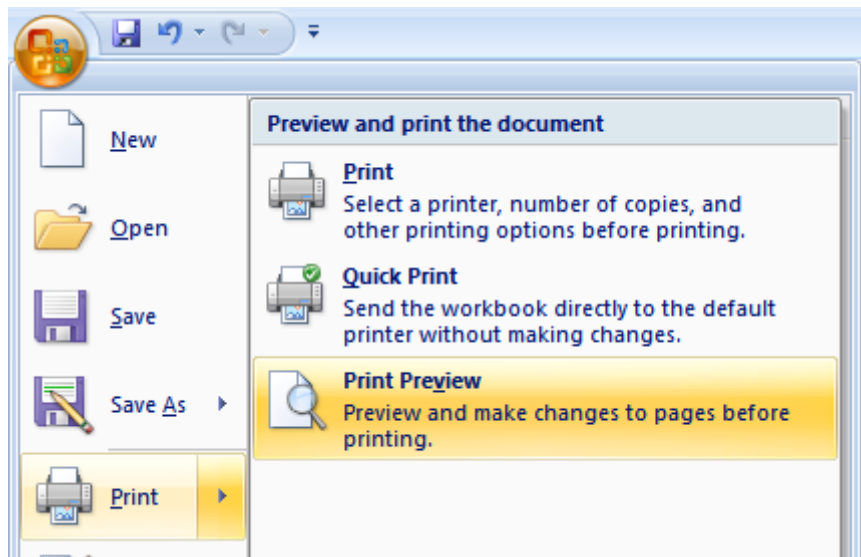 New
Open
Save
Save As
Print
Preview and print the document
Print
Select a printer, number of copies, and
other printing options before printing.
Quick Print
Send the workbook directly to the default
printer without making changes.
Print Preview
Preview and make changes to pages before
printing.